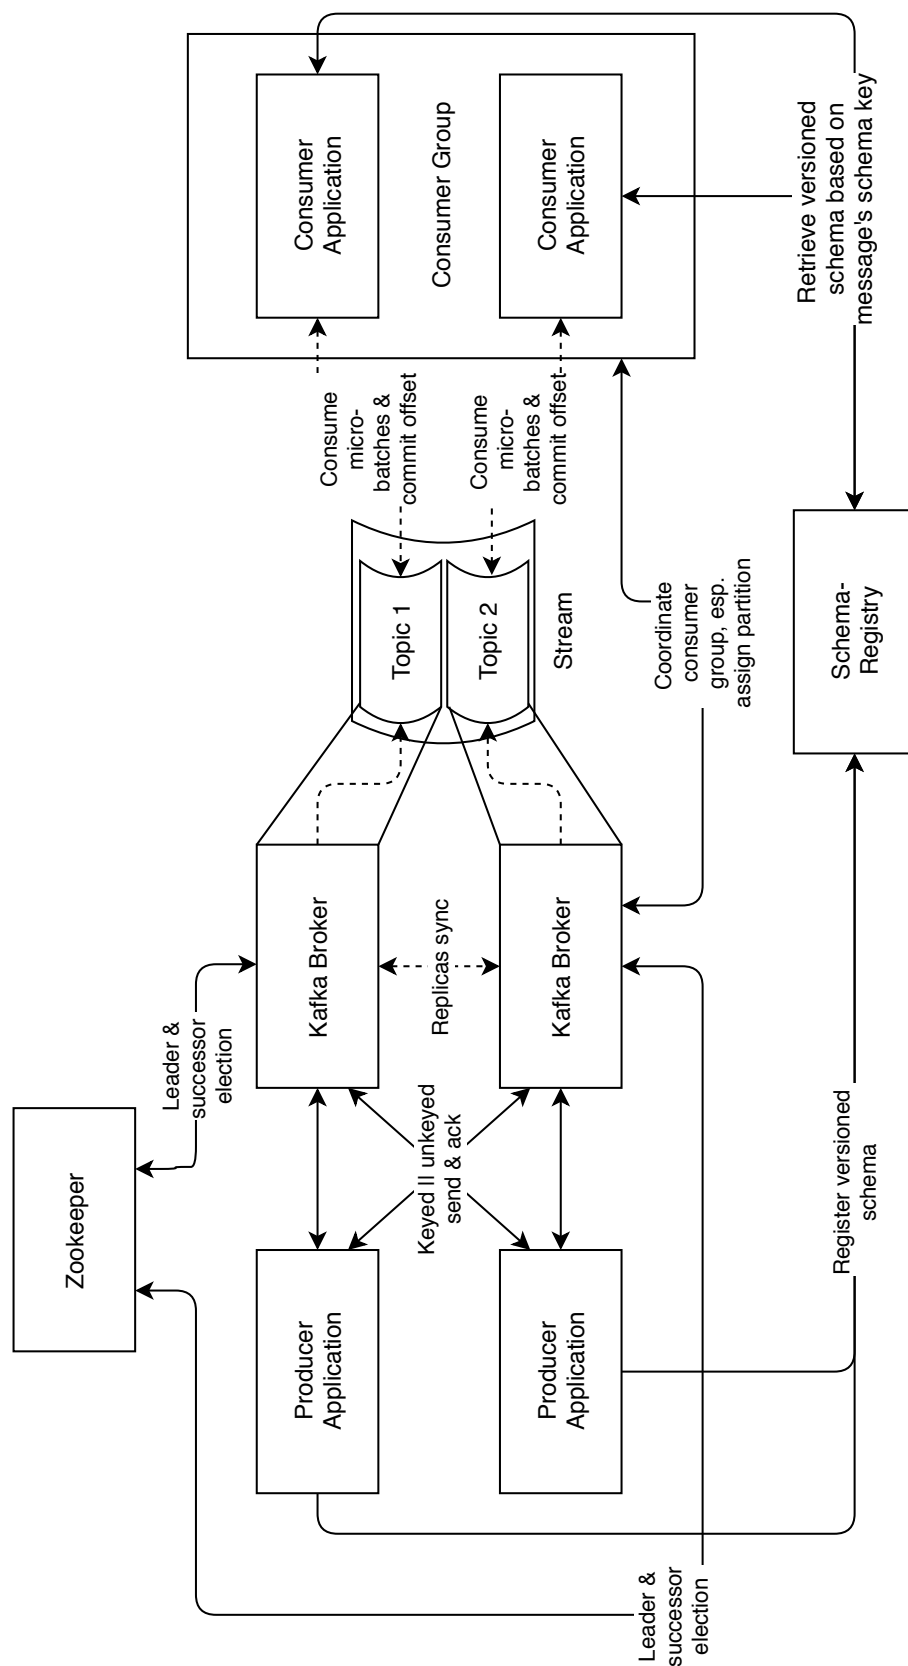 Zookeeper
Leader &
successor
election
Producer
Application
Keyed || unkeyed
send & ack
Kafka Broker
Topic 1
Consume
micro-
batches &
commit offset
Consumer
Application
Replicas sync
Consumer Group
Producer
Application
Kafka Broker
Topic 2
Stream
Consume
micro-
batches &
commit offset
Consumer
Application
Leader &
successor
election
Coordinate
consumer
group, esp.
assign partition
Register versioned
schema
Schema-
Registry
Retrieve versioned
schema based on
message's schema key